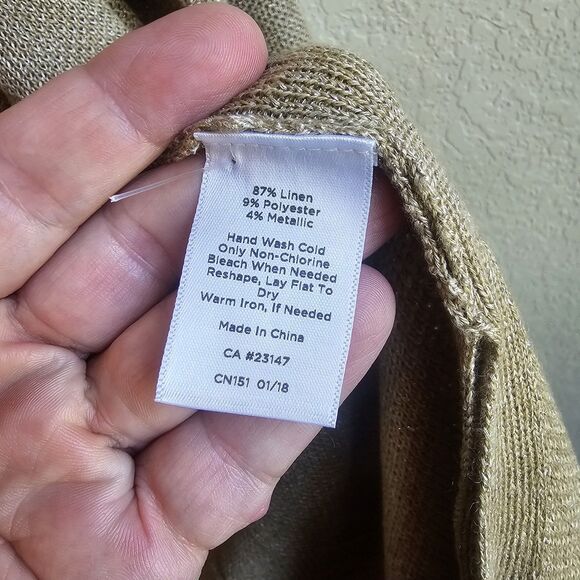 87% Linen
9% Polyester
4% Metallic
Hand Wash Cold
Only Non-Chlorine
Bleach When Needed
Reshape, Lay Flat To
Dry
Warm Iron, If Needed
Made In China
CA #23147
CN151 01/18